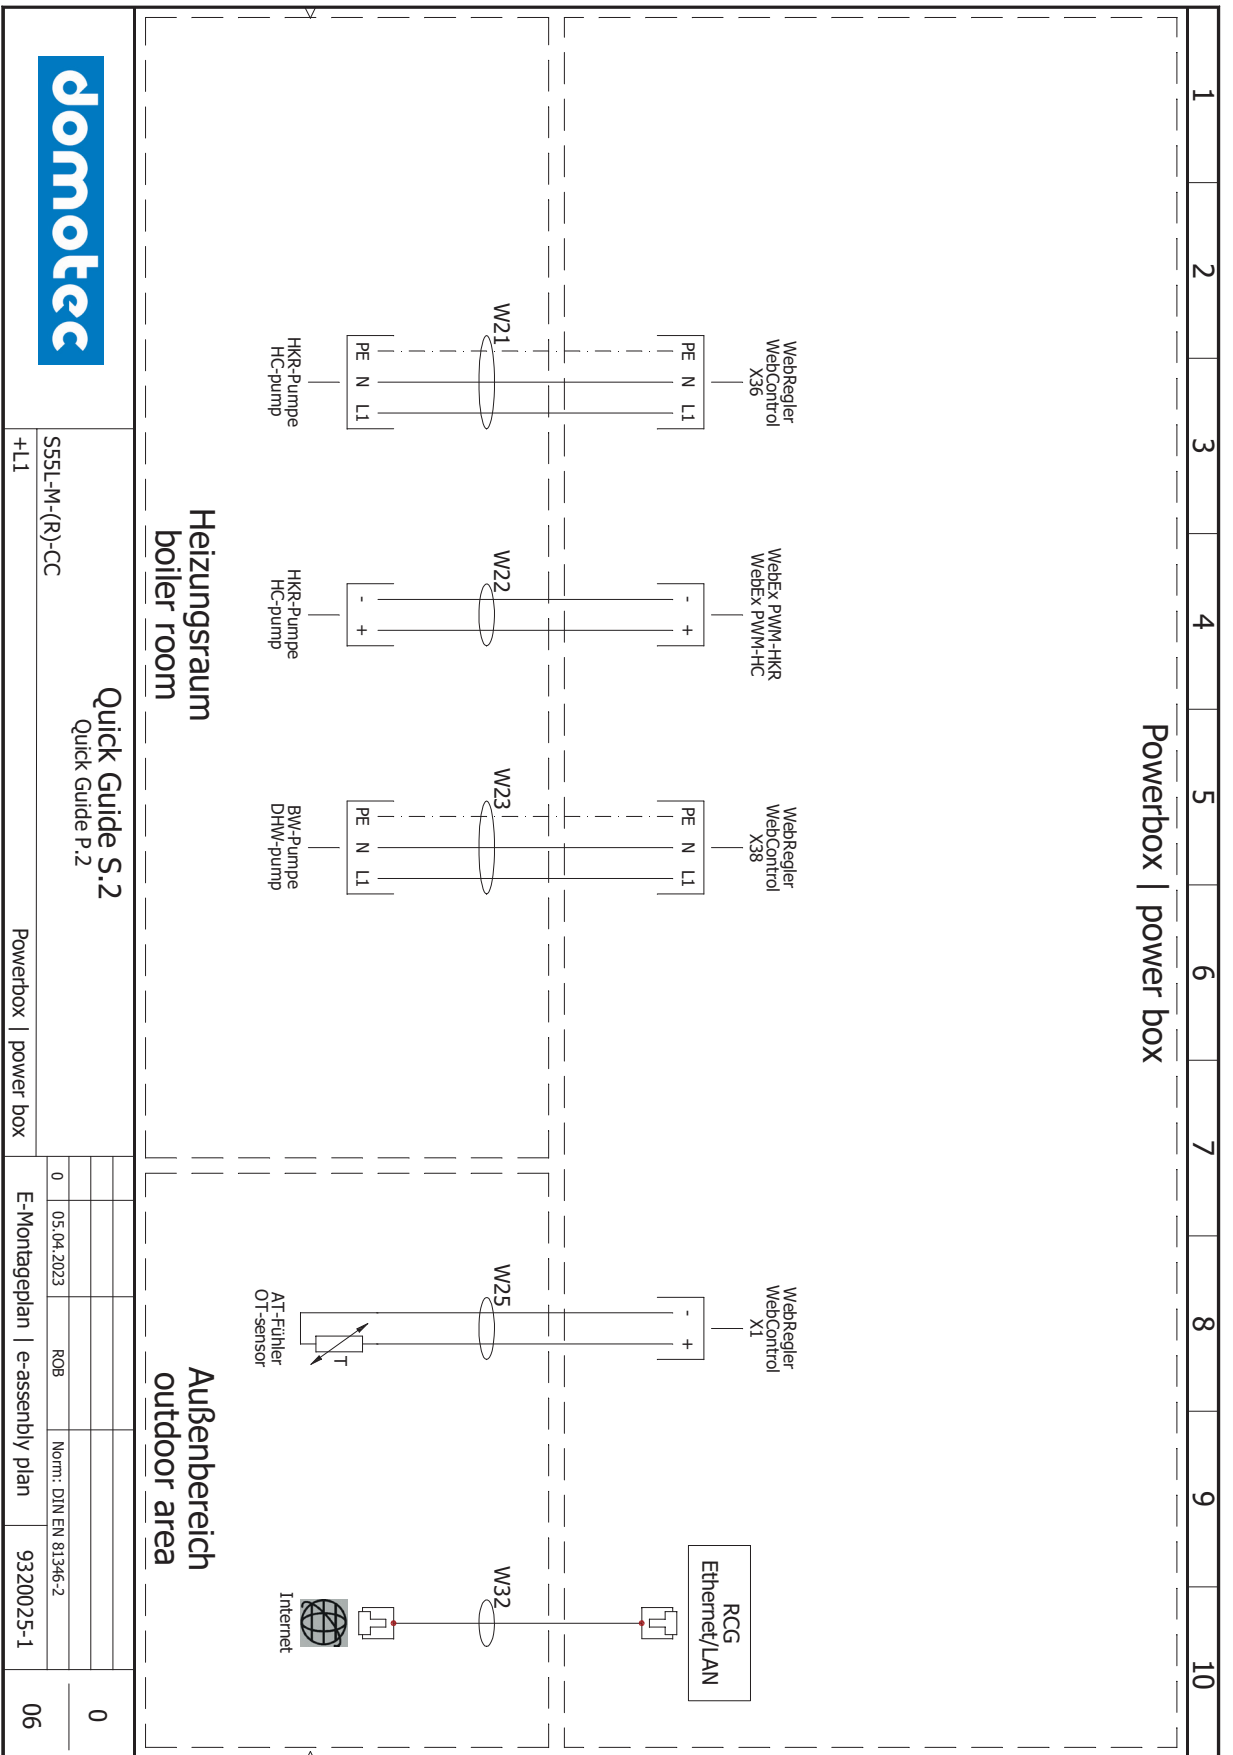 1 2 3 4 5 6 7 8 9 10
Powerbox | power box
WebRegler
WebControl
X36
PE N L1
W21
PE N L1
HKR-Pumpe
HC-pump
WebEx PWM-HKR
WebEx PWM-HC
- +
W22
- +
HKR-Pumpe
HC-pump
WebRegler
WebControl
X38
PE N L1
W23
PE N L1
BW-Pumpe
DHW-pump
WebRegler
WebControl
X1
- +
W25
T
AT-Fühler
OT-sensor
RCG
Ethernet/LAN
W32
Internet
Heizungsraum
boiler room
Außenbereich
outdoor area
domotec
Quick Guide S.2
Quick Guide P.2
S55L-M-(R)-CC
+L1
Powerbox | power box
0 05.04.2023 ROB Norm: DIN EN 81346-2
E-Montageplan | e-assenbly plan
9320025-1
0
06